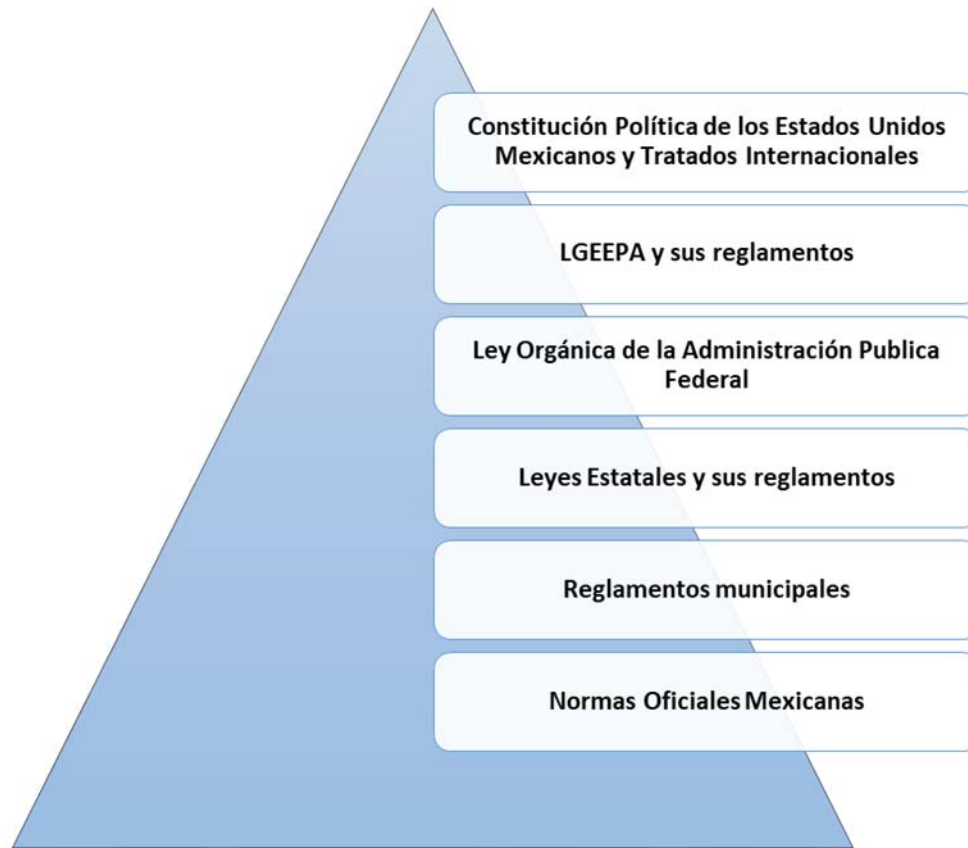 Constitución Política de los Estados Unidos
Mexicanos y Tratados Internacionales
LGEEPA y sus reglamentos
Ley Orgánica de la Administración Publica
Federal
Leyes Estatales y sus reglamentos
Reglamentos municipales
Normas Oficiales Mexicanas